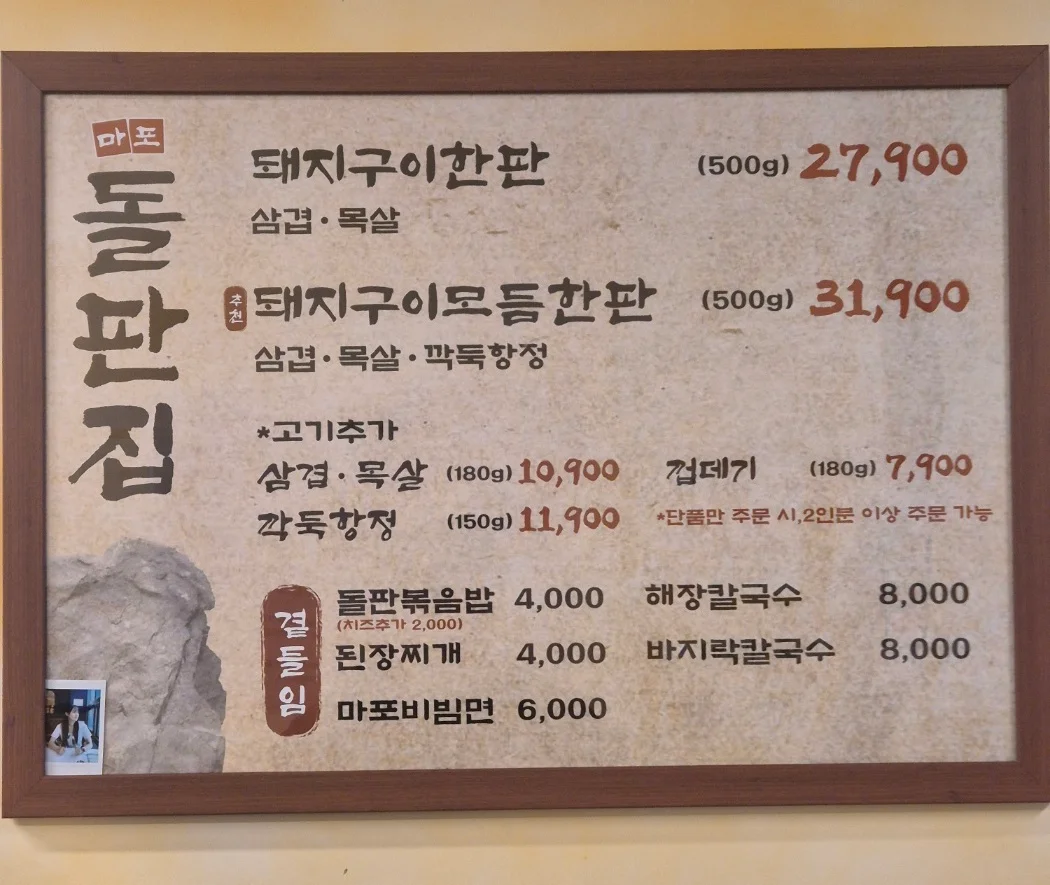 마포
돌판집
돼지구이한판 (500g) 27,900
삼겹·목살
추천 돼지구이모듬한판 (500g) 31,900
삼겹·목살·깍둑항정
*고기추가
삼겹·목살 (180g) 10,900 껍데기 (180g) 7,900
깍둑항정 (150g) 11,900 *단품만 주문 시,2인분 이상 주문 가능
곁들임
돌판볶음밥 4,000 해장칼국수 8,000
(치즈추가 2,000)
된장찌개 4,000 바지락칼국수 8,000
마포비빔면 6,000